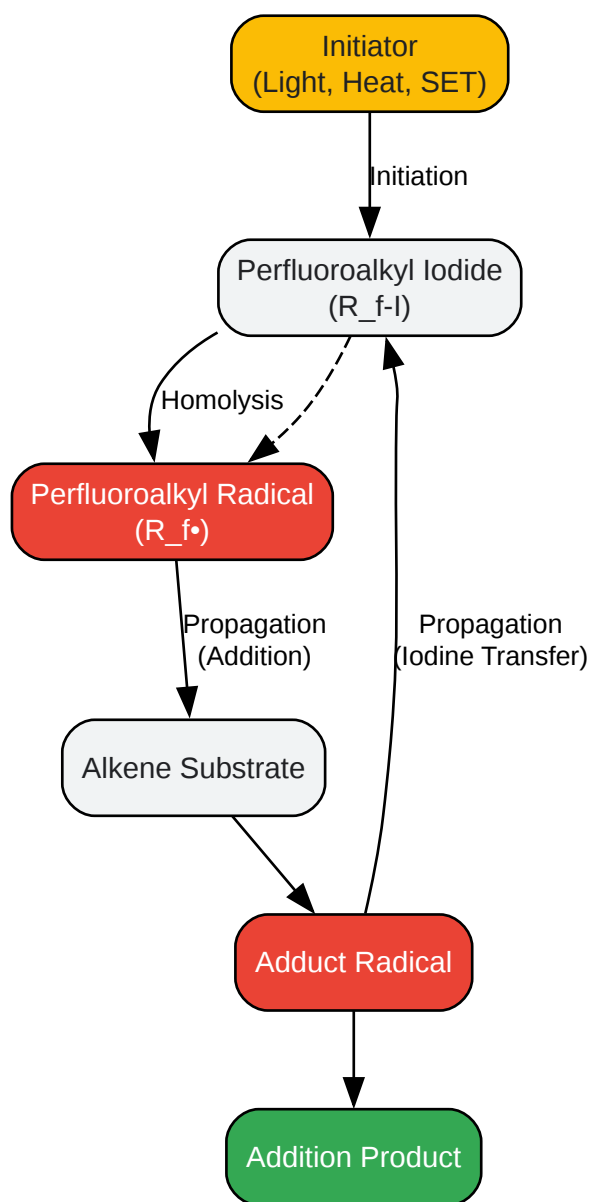 Initiator
(Light, Heat, SET)
Initiation
Perfluoroalkyl Iodide
(R_f-I)
Homolysis
Perfluoroalkyl Radical
(R_f•)
Propagation
(Addition)
Propagation
(Iodine Transfer)
Alkene Substrate
Adduct Radical
Addition Product